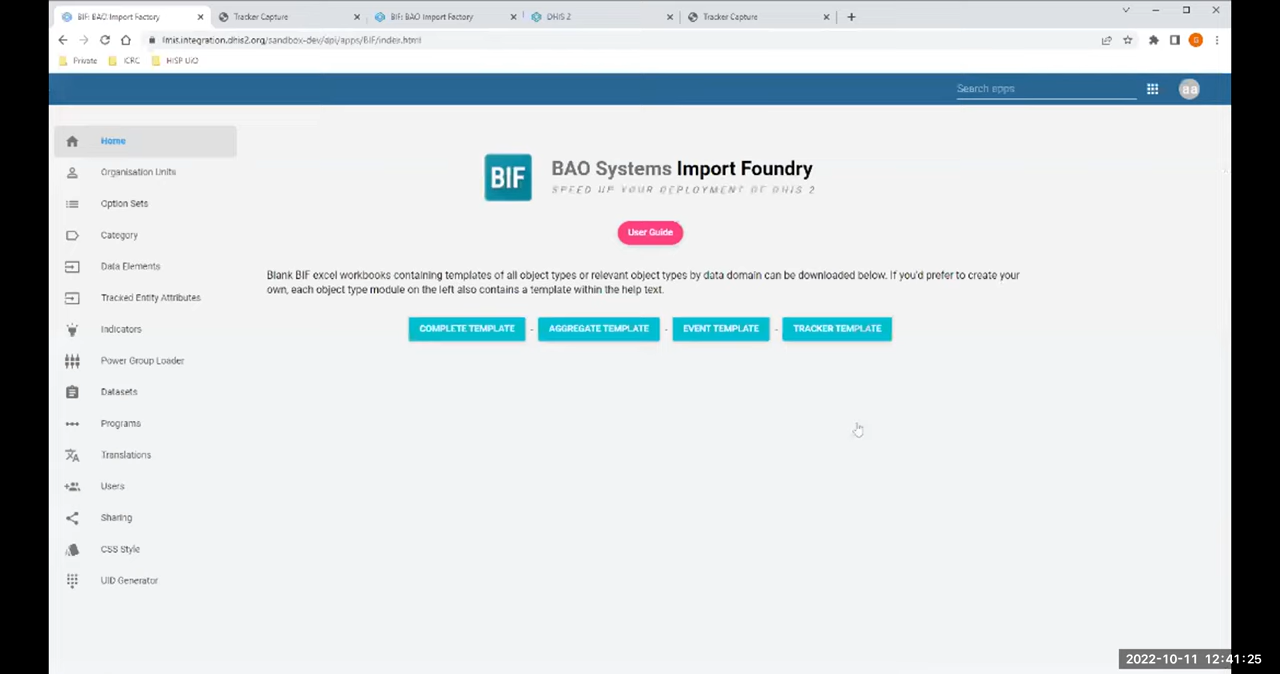 BIF: BAO Import Factory
Tracker Capture
BIF: BAO Import Factory
DHIS 2
Tracker Capture
lmis.integration.dhis2.org/sandbox-dev/api/apps/BIF/index.html
G
Private
ICRC
HISP UiO
Search apps
aa
Home
Organisation Units
Option Sets
Category
Data Elements
Tracked Entity Attributes
Indicators
Power Group Loader
Datasets
Programs
Translations
Users
Sharing
CSS Style
UID Generator
BIF
BAO Systems Import Foundry
SPEED UP YOUR DEPLOYMENT OF DHIS 2
User Guide
Blank BIF excel workbooks containing templates of all object types or relevant object types by data domain can be downloaded below. If you'd prefer to create your
own, each object type module on the left also contains a template within the help text.
COMPLETE TEMPLATE - AGGREGATE TEMPLATE - EVENT TEMPLATE - TRACKER TEMPLATE
2022-10-11 12:41:25